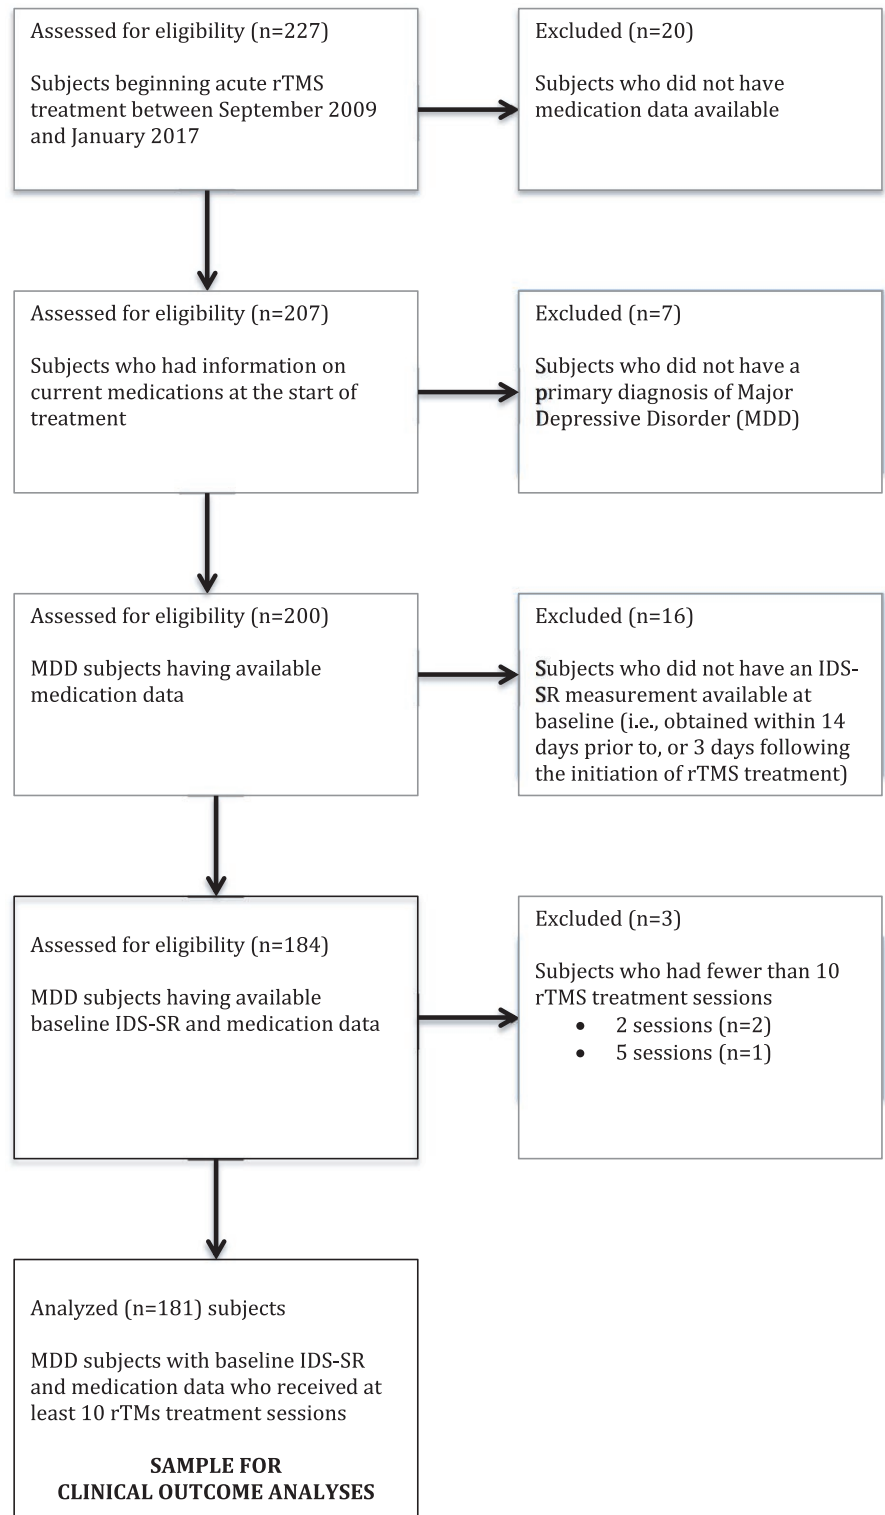 Assessed for eligibility (n=227)
Subjects beginning acute rTMS
treatment between September 2009
and January 2017
Excluded (n=20)
Subjects who did not have
medication data available
Assessed for eligibility (n=207)
Subjects who had information on
current medications at the start of
treatment
Excluded (n=7)
Subjects who did not have a
primary diagnosis of Major
Depressive Disorder (MDD)
Assessed for eligibility (n=200)
MDD subjects having available
medication data
Excluded (n=16)
Subjects who did not have an IDS-
SR measurement available at
baseline (i.e., obtained within 14
days prior to, or 3 days following
the initiation of rTMS treatment)
Assessed for eligibility (n=184)
MDD subjects having available
baseline IDS-SR and medication data
Excluded (n=3)
Subjects who had fewer than 10
rTMS treatment sessions
• 2 sessions (n=2)
• 5 sessions (n=1)
Analyzed (n=181) subjects
MDD subjects with baseline IDS-SR
and medication data who received at
least 10 rTMs treatment sessions
SAMPLE FOR
CLINICAL OUTCOME ANALYSES